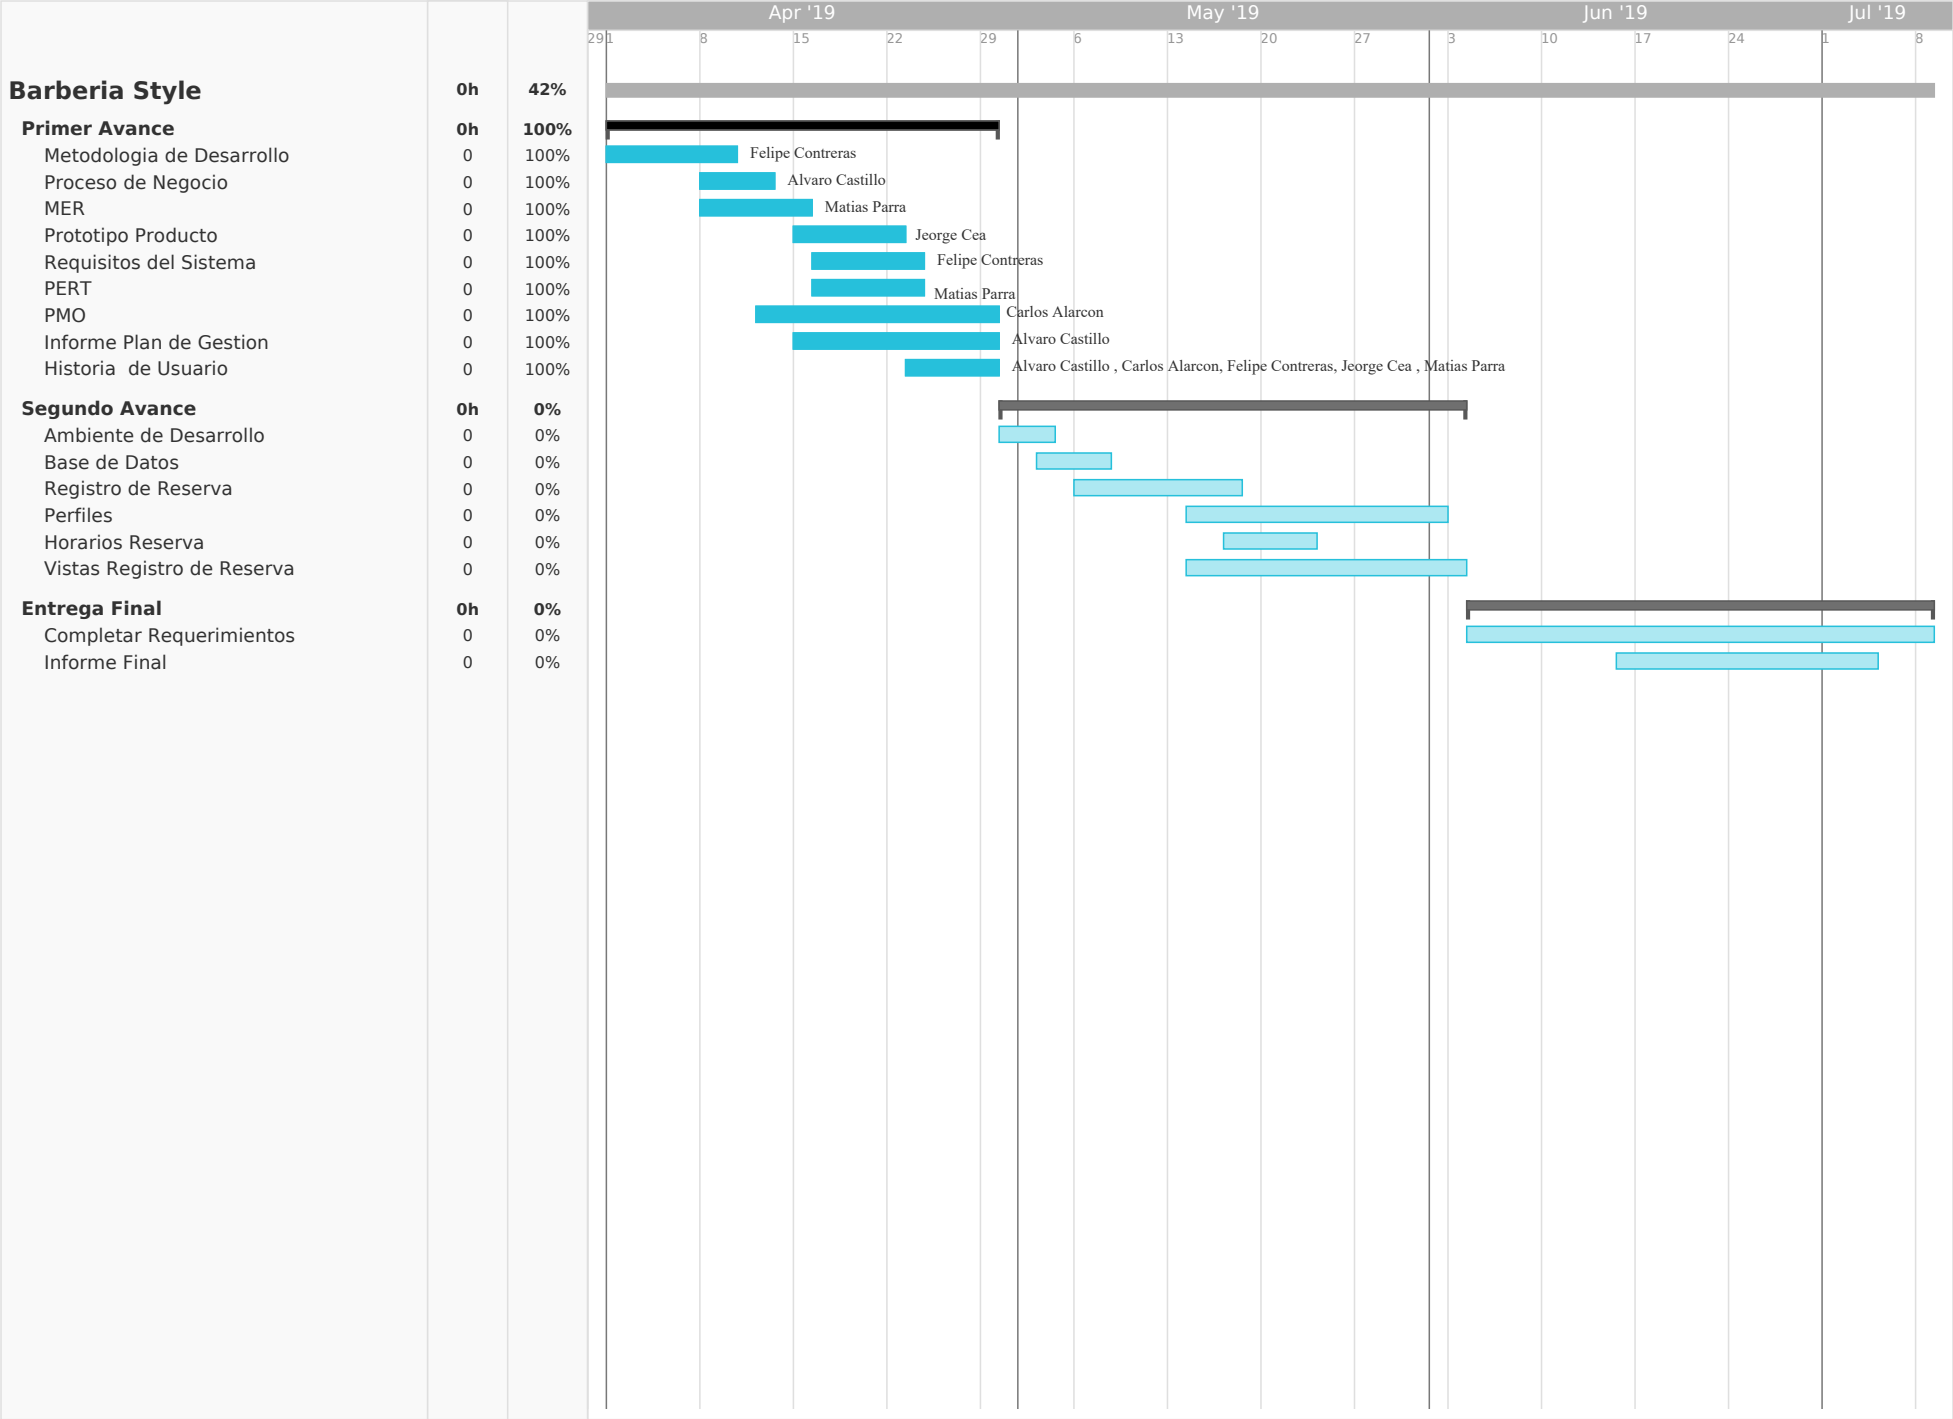 Apr '19 May '19 Jun '19 Jul '19
29 1 8 15 22 29 6 13 20 27 3 10 17 24 1 8
Barberia Style 0h 42%
Primer Avance 0h 100%
Metodologia de Desarrollo 0 100% Felipe Contreras
Proceso de Negocio 0 100% Alvaro Castillo
MER 0 100% Matias Parra
Prototipo Producto 0 100% Jeorge Cea
Requisitos del Sistema 0 100% Felipe Contreras
PERT 0 100% Matias Parra
PMO 0 100% Carlos Alarcon
Informe Plan de Gestion 0 100% Alvaro Castillo
Historia  de Usuario 0 100% Alvaro Castillo , Carlos Alarcon, Felipe Contreras, Jeorge Cea , Matias Parra
Segundo Avance 0h 0%
Ambiente de Desarrollo 0 0%
Base de Datos 0 0%
Registro de Reserva 0 0%
Perfiles 0 0%
Horarios Reserva 0 0%
Vistas Registro de Reserva 0 0%
Entrega Final 0h 0%
Completar Requerimientos 0 0%
Informe Final 0 0%